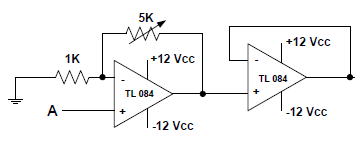 5K
1K
+12 Vcc
+12 Vcc
-
-
TL 084
TL 084
A
+
+
-12 Vcc
-12 Vcc